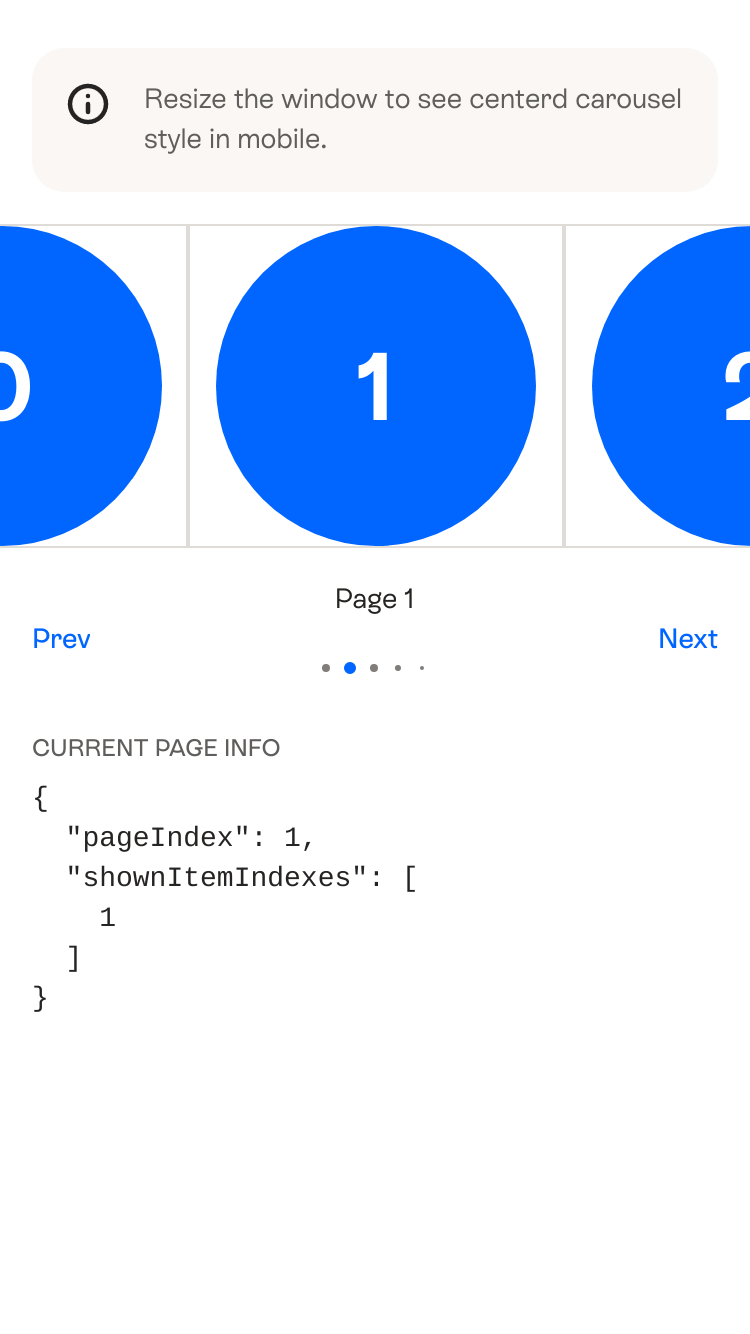 Resize the window to see centerd carousel
style in mobile.
0 1 2
Page 1
Prev Next
CURRENT PAGE INFO
{
  "pageIndex": 1,
  "shownItemIndexes": [
    1
  ]
}